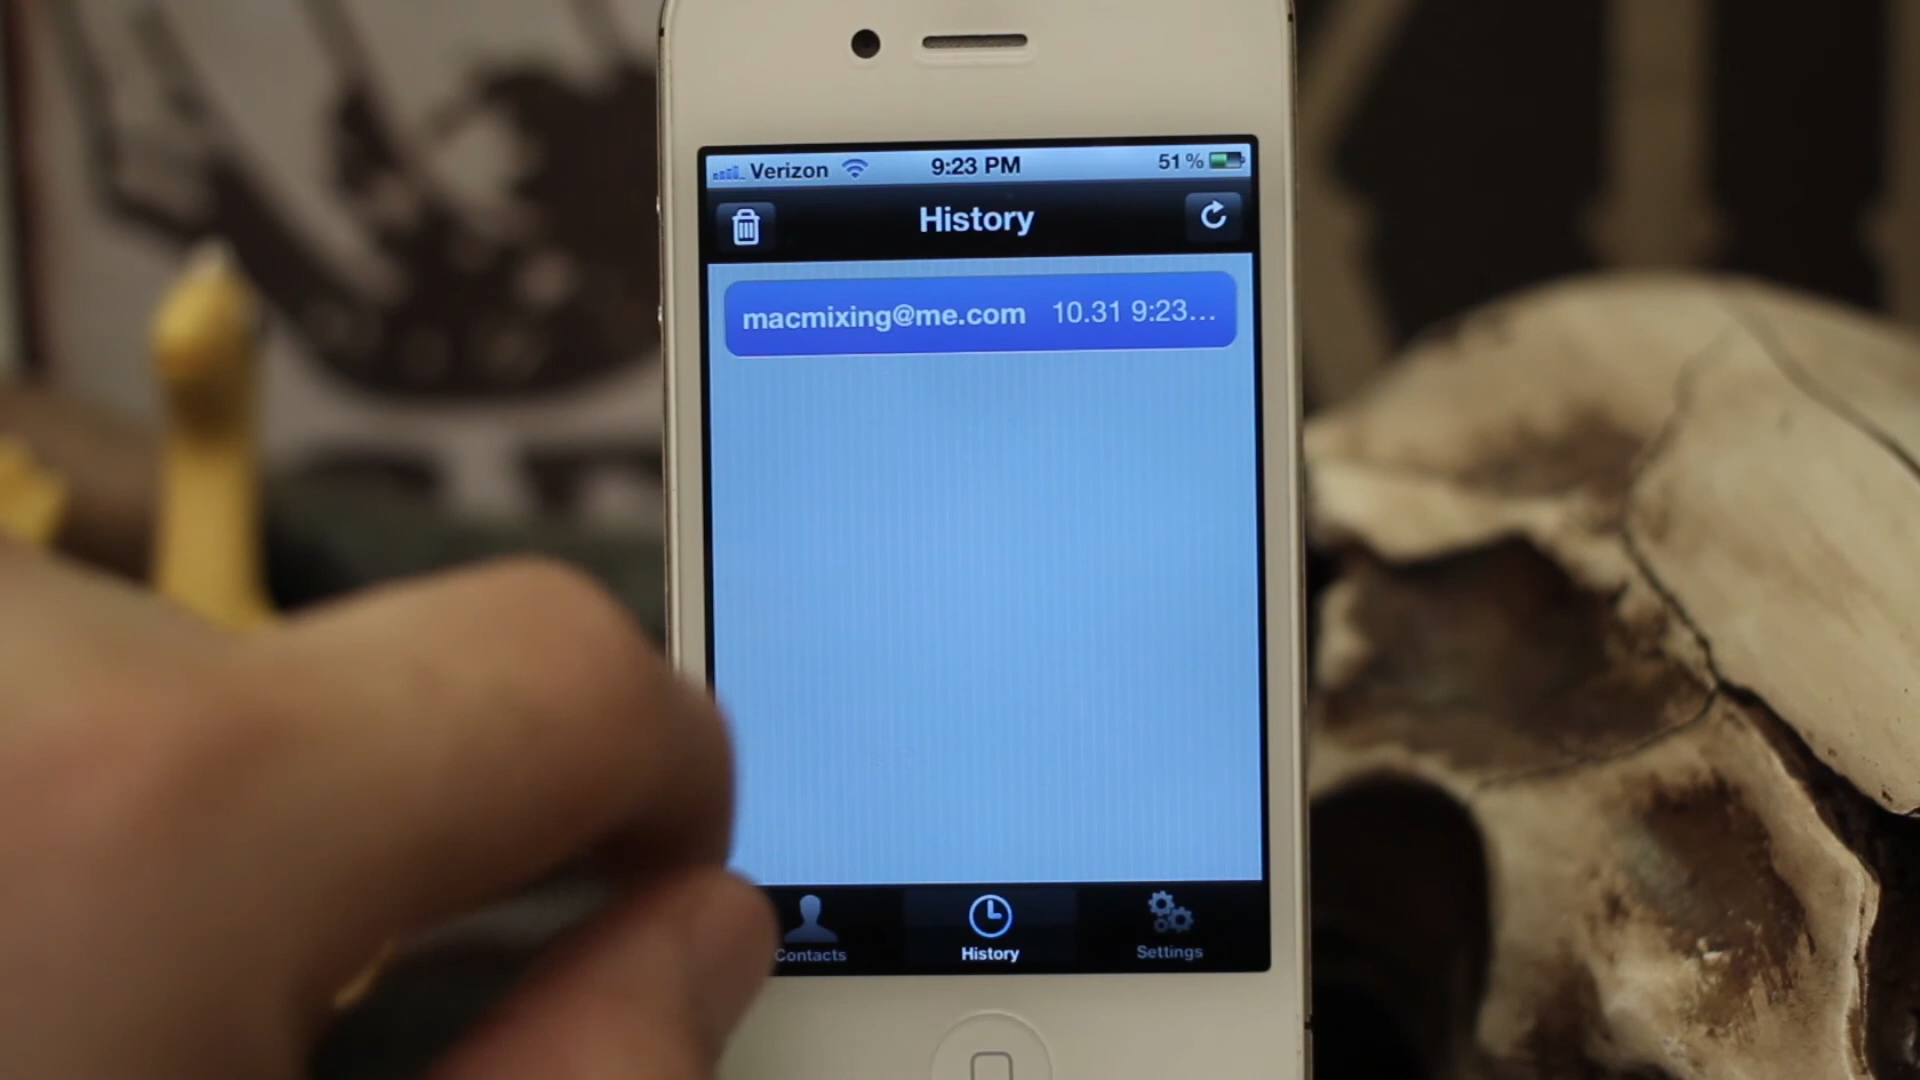 Verizon 9:23 PM 51 %
History
macmixing@me.com 10.31 9:23...
Contacts History Settings